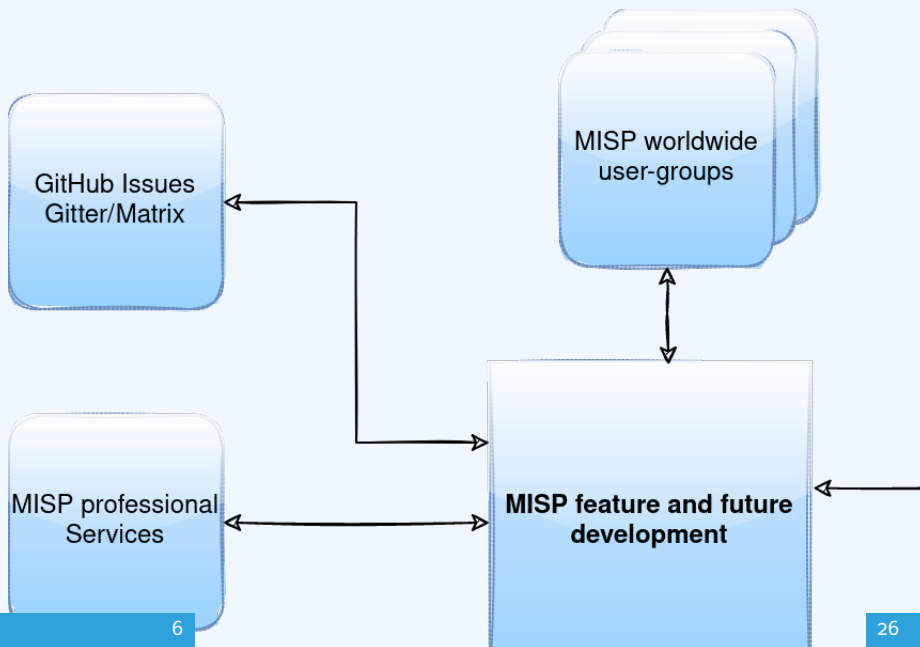 MISP worldwide
user-groups
GitHub Issues
Gitter/Matrix
MISP professional
Services
MISP feature and future
development
6
26